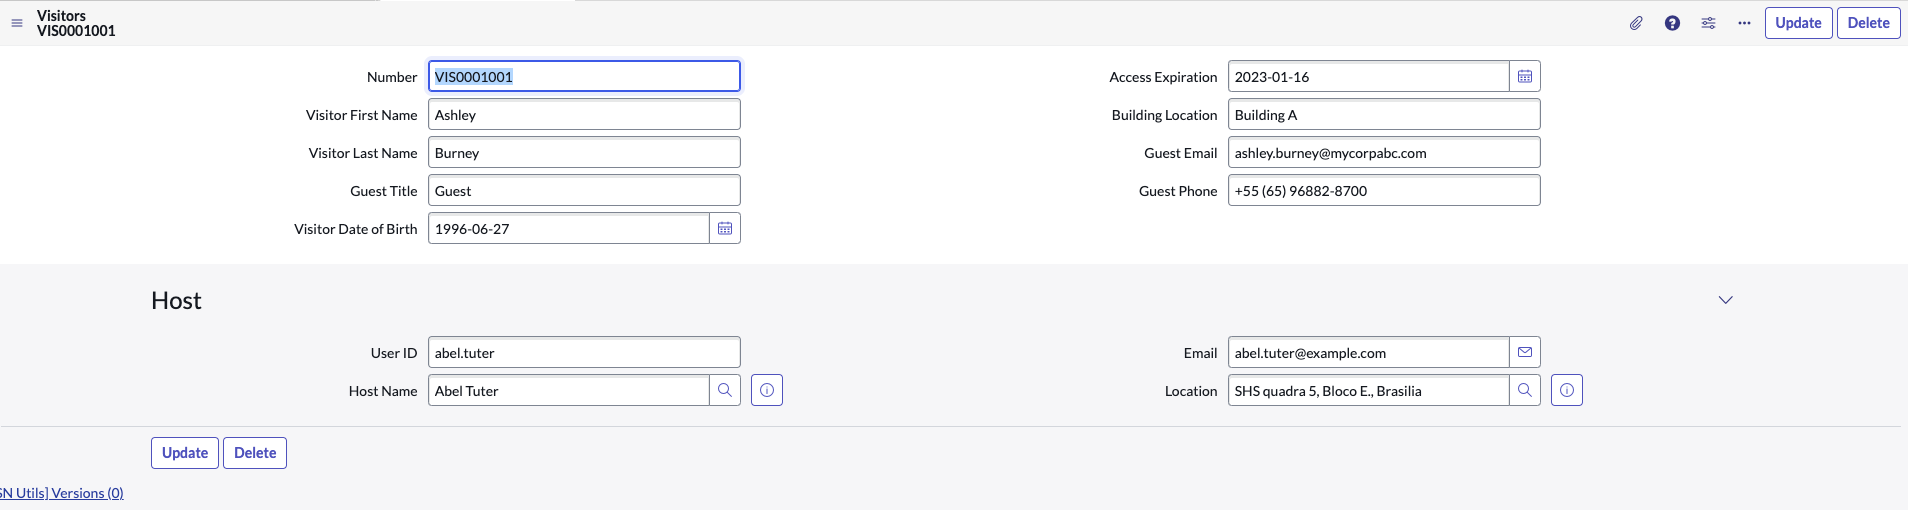 Visitors
VIS0001001
Update Delete
Number VIS0001001
Visitor First Name Ashley
Visitor Last Name Burney
Guest Title Guest
Visitor Date of Birth 1996-06-27
Access Expiration 2023-01-16
Building Location Building A
Guest Email ashley.burney@mycorpabc.com
Guest Phone +55 (65) 96882-8700
Host
User ID abel.tuter
Host Name Abel Tuter
Email abel.tuter@example.com
Location SHS quadra 5, Bloco E., Brasilia
Update Delete
SN Utils] Versions (0)